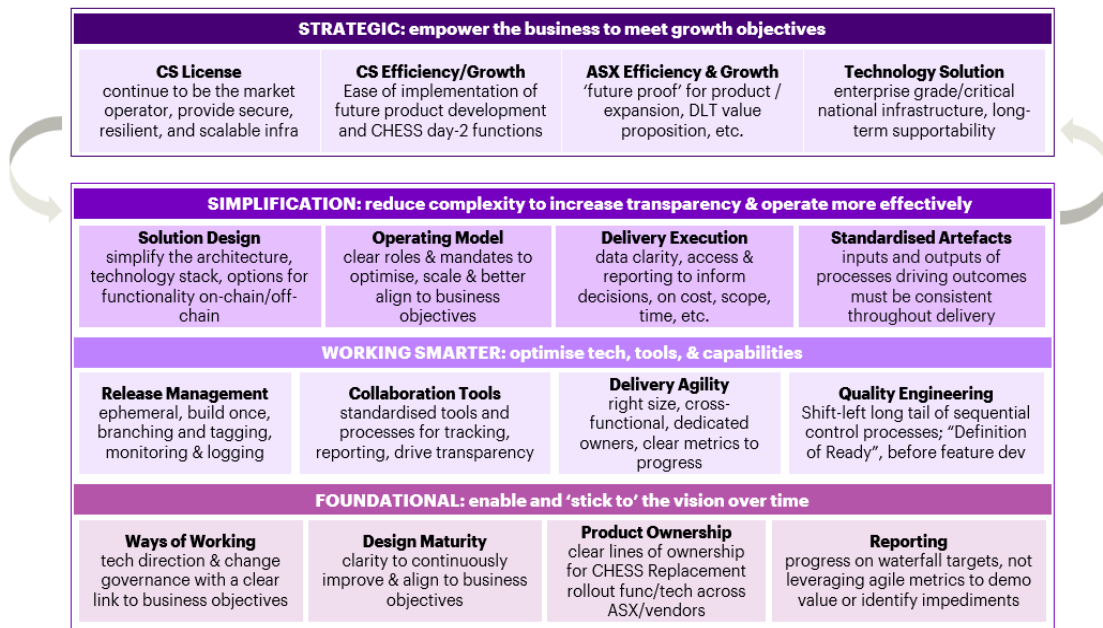 STRATEGIC: empower the business to meet growth objectives
CS License
continue to be the market
operator, provide secure,
resilient, and scalable infra
CS Efficiency/Growth
Ease of implementation of
future product development
and CHESS day-2 functions
ASX Efficiency & Growth
‘future proof’ for product /
expansion, DLT value
proposition, etc.
Technology Solution
enterprise grade/critical
national infrastructure, long-
term supportability
SIMPLIFICATION: reduce complexity to increase transparency & operate more effectively
Solution Design
simplify the architecture,
technology stack, options for
functionality on-chain/off-
chain
Operating Model
clear roles & mandates to
optimise, scale & better
align to business
objectives
Delivery Execution
data clarity, access &
reporting to inform
decisions, on cost, scope,
time, etc.
Standardised Artefacts
inputs and outputs of
processes driving outcomes
must be consistent
throughout delivery
WORKING SMARTER: optimise tech, tools, & capabilities
Release Management
ephemeral, build once,
branching and tagging,
monitoring & logging
Collaboration Tools
standardised tools and
processes for tracking,
reporting, drive transparency
Delivery Agility
right size, cross-
functional, dedicated
owners, clear metrics to
progress
Quality Engineering
Shift-left long tail of sequential
control processes; “Definition
of Ready”, before feature dev
FOUNDATIONAL: enable and ‘stick to’ the vision over time
Ways of Working
tech direction & change
governance with a clear
link to business objectives
Design Maturity
clarity to continuously
improve & align to business
objectives
Product Ownership
clear lines of ownership
for CHESS Replacement
rollout func/tech across
ASX/vendors
Reporting
progress on waterfall targets, not
leveraging agile metrics to demo
value or identify impediments